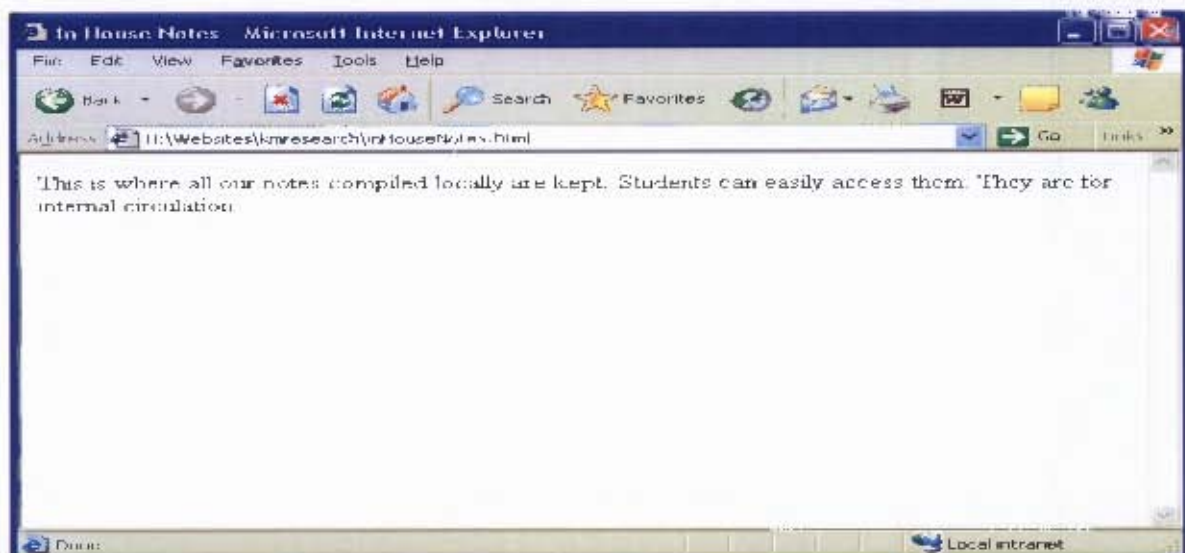 In House Notes - Microsoft Internet Explorer
File Edit View Favorites Tools Help
Back Search Favorites
Address H:\Websites\kmresearch\inHouseNotes.html Go Links »
This is where all our notes compiled locally are kept. Students can easily access them. They are for
internal circulation
Done Local intranet